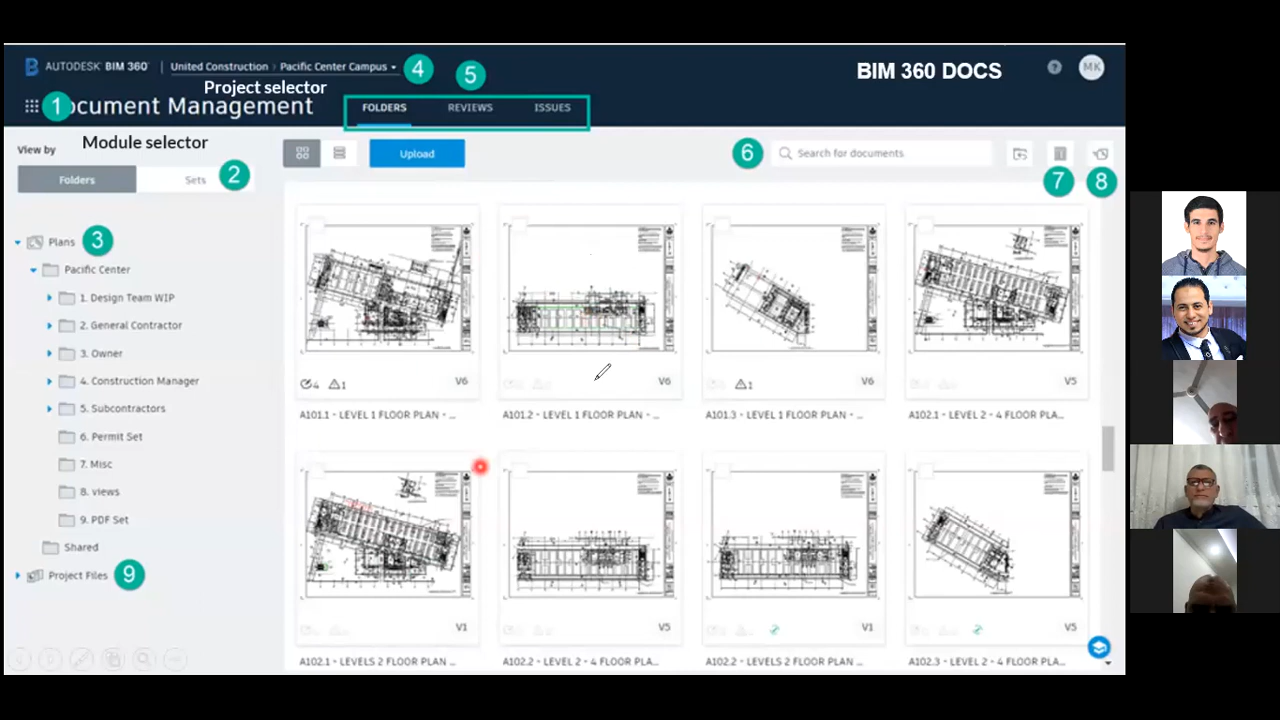 AUTODESK® BIM 360®
United Construction > Pacific Center Campus
4
5
BIM 360 DOCS
?
MK
Project selector
1
Document Management
FOLDERS
REVIEWS
ISSUES
View by
Module selector
Folders
Sets
2
Upload
6
Search for documents
7
8
Plans
3
Pacific Center
1. Design Team WIP
2. General Contractor
3. Owner
4. Construction Manager
5. Subcontractors
6. Permit Set
7. Misc
8. views
9. PDF Set
Shared
Project Files
9
4
1
V6
A101.1 - LEVEL 1 FLOOR PLAN - ...
V6
A101.2 - LEVEL 1 FLOOR PLAN - ...
1
V6
A101.3 - LEVEL 1 FLOOR PLAN - ...
V5
A102.1 - LEVEL 2 - 4 FLOOR PLA...
V1
A102.1 - LEVELS 2 FLOOR PLAN ...
V5
A102.2 - LEVEL 2 - 4 FLOOR PLA...
V1
A102.2 - LEVELS 2 FLOOR PLAN ...
V5
A102.3 - LEVEL 2 - 4 FLOOR PLA...